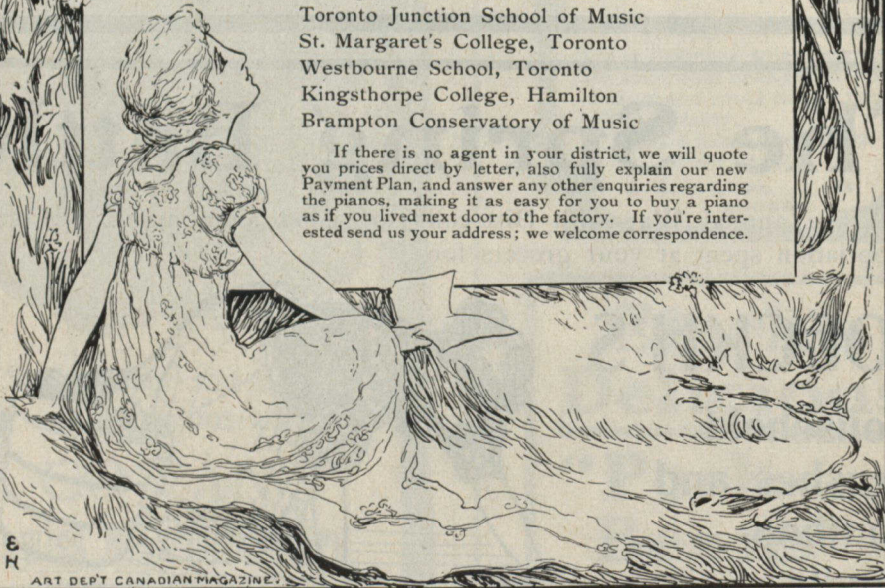 Toronto Junction School of Music
St. Margaret's College, Toronto
Westbourne School, Toronto
Kingsthorpe College, Hamilton
Brampton Conservatory of Music
If there is no agent in your district, we will quote
you prices direct by letter, also fully explain our new
Payment Plan, and answer any other enquiries regarding
the pianos, making it as easy for you to buy a piano
as if you lived next door to the factory. If you're inter-
ested send us your address; we welcome correspondence.
E
H
ART DEP'T CANADIAN MAGAZINE.